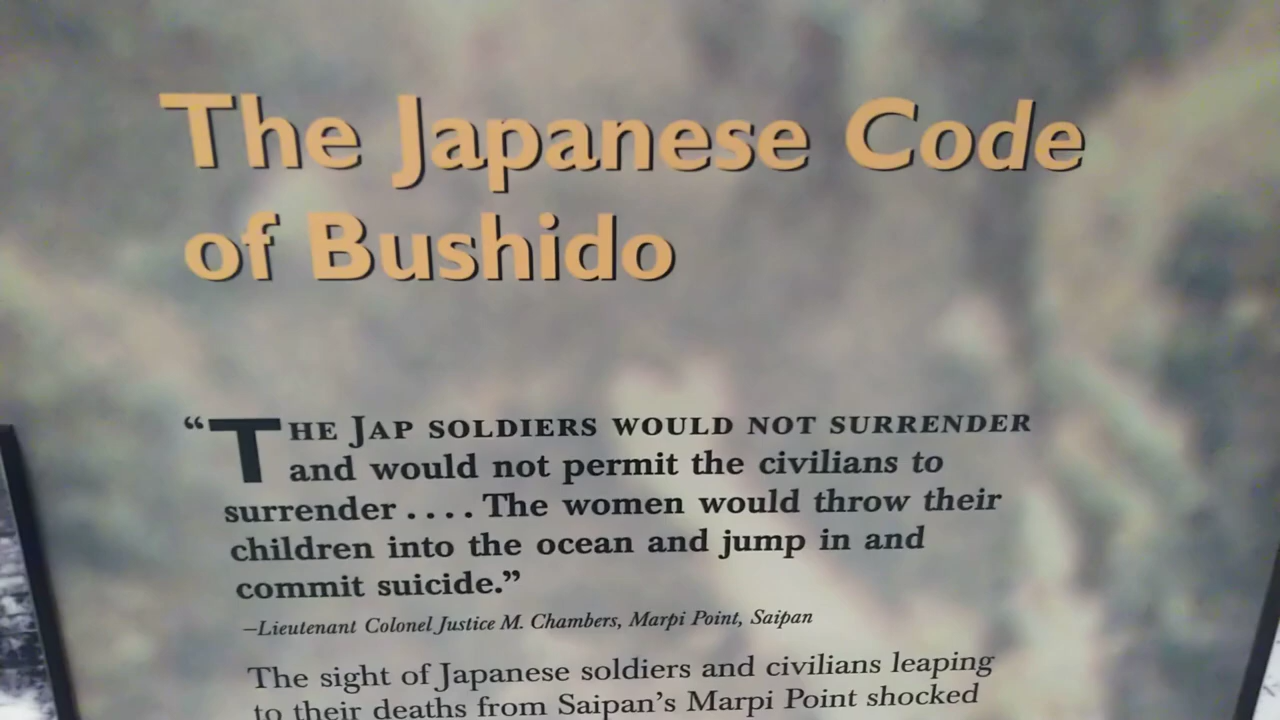 The Japanese Code
of Bushido
“THE JAP SOLDIERS WOULD NOT SURRENDER
and would not permit the civilians to
surrender .... The women would throw their
children into the ocean and jump in and
commit suicide.”
–Lieutenant Colonel Justice M. Chambers, Marpi Point, Saipan
The sight of Japanese soldiers and civilians leaping
to their deaths from Saipan’s Marpi Point shocked